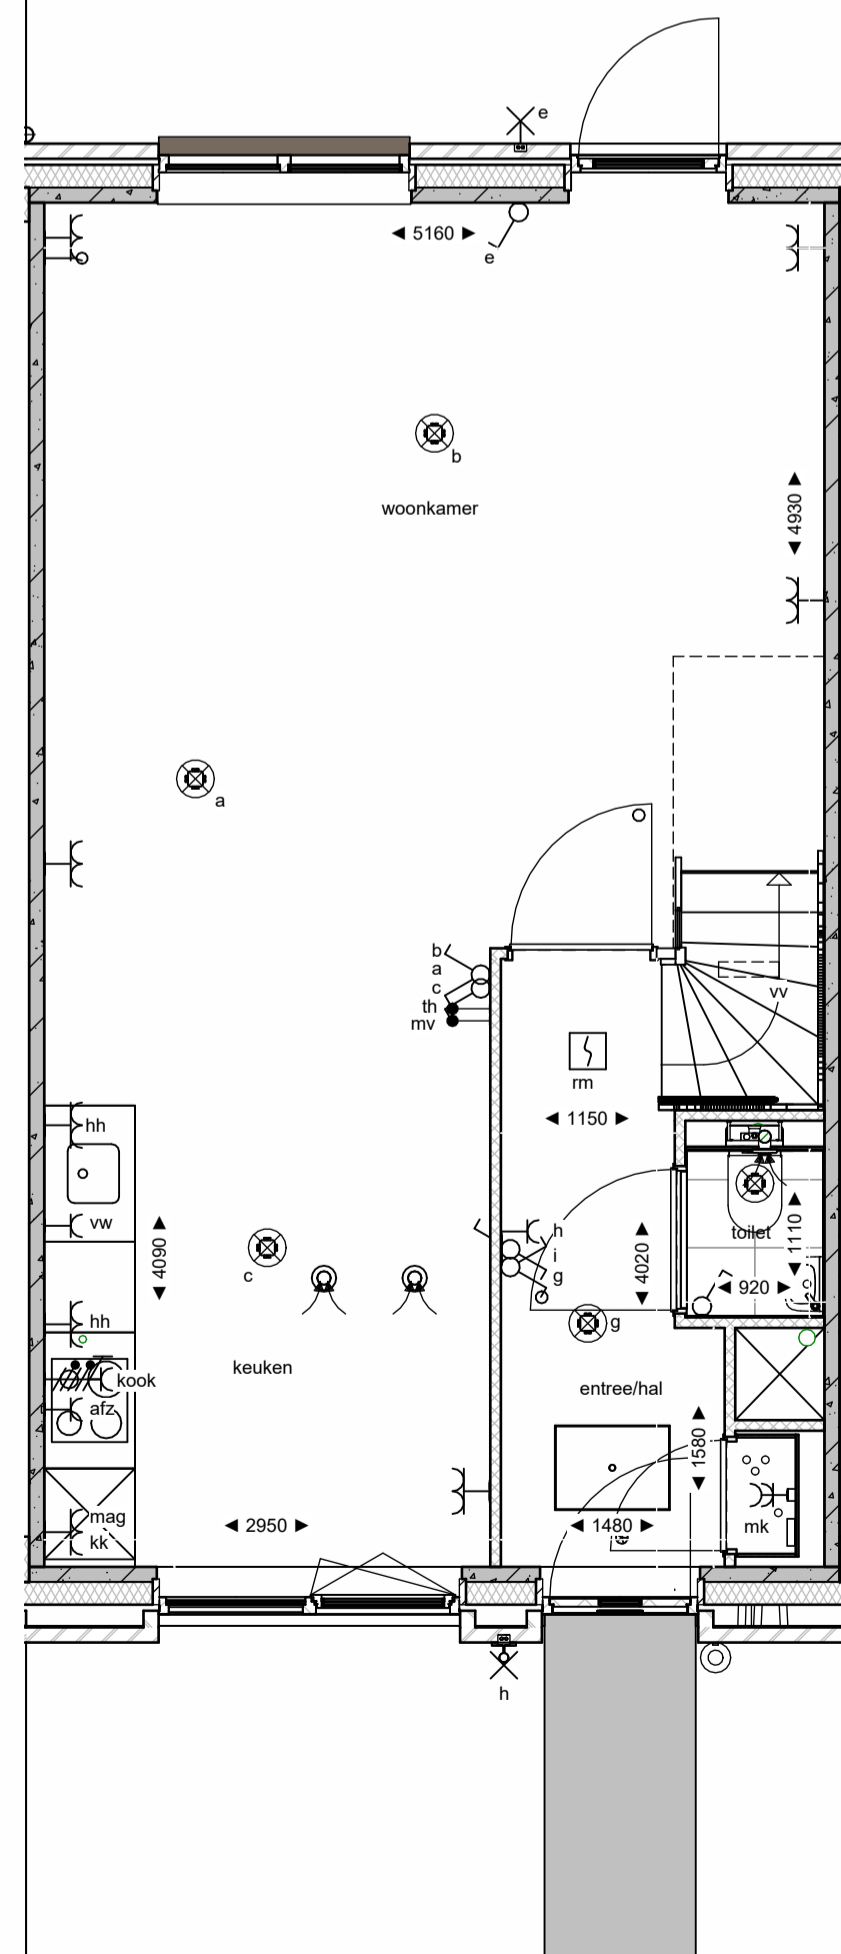 e
◄ 5160 ►
e
b
woonkamer
◄ 4930 ►
a
b
a
c
th
mv
vv
rm
◄ 1150 ►
hh
vw
◄ 4090 ►
c
h
i
g
◄ 4020 ►
toilet
◄ 1110 ►
◄ 920 ►
hh
g
keuken
kook
afz
entree/hal
◄ 1580 ►
mag
kk
◄ 2950 ►
◄ 1480 ►
mk
h